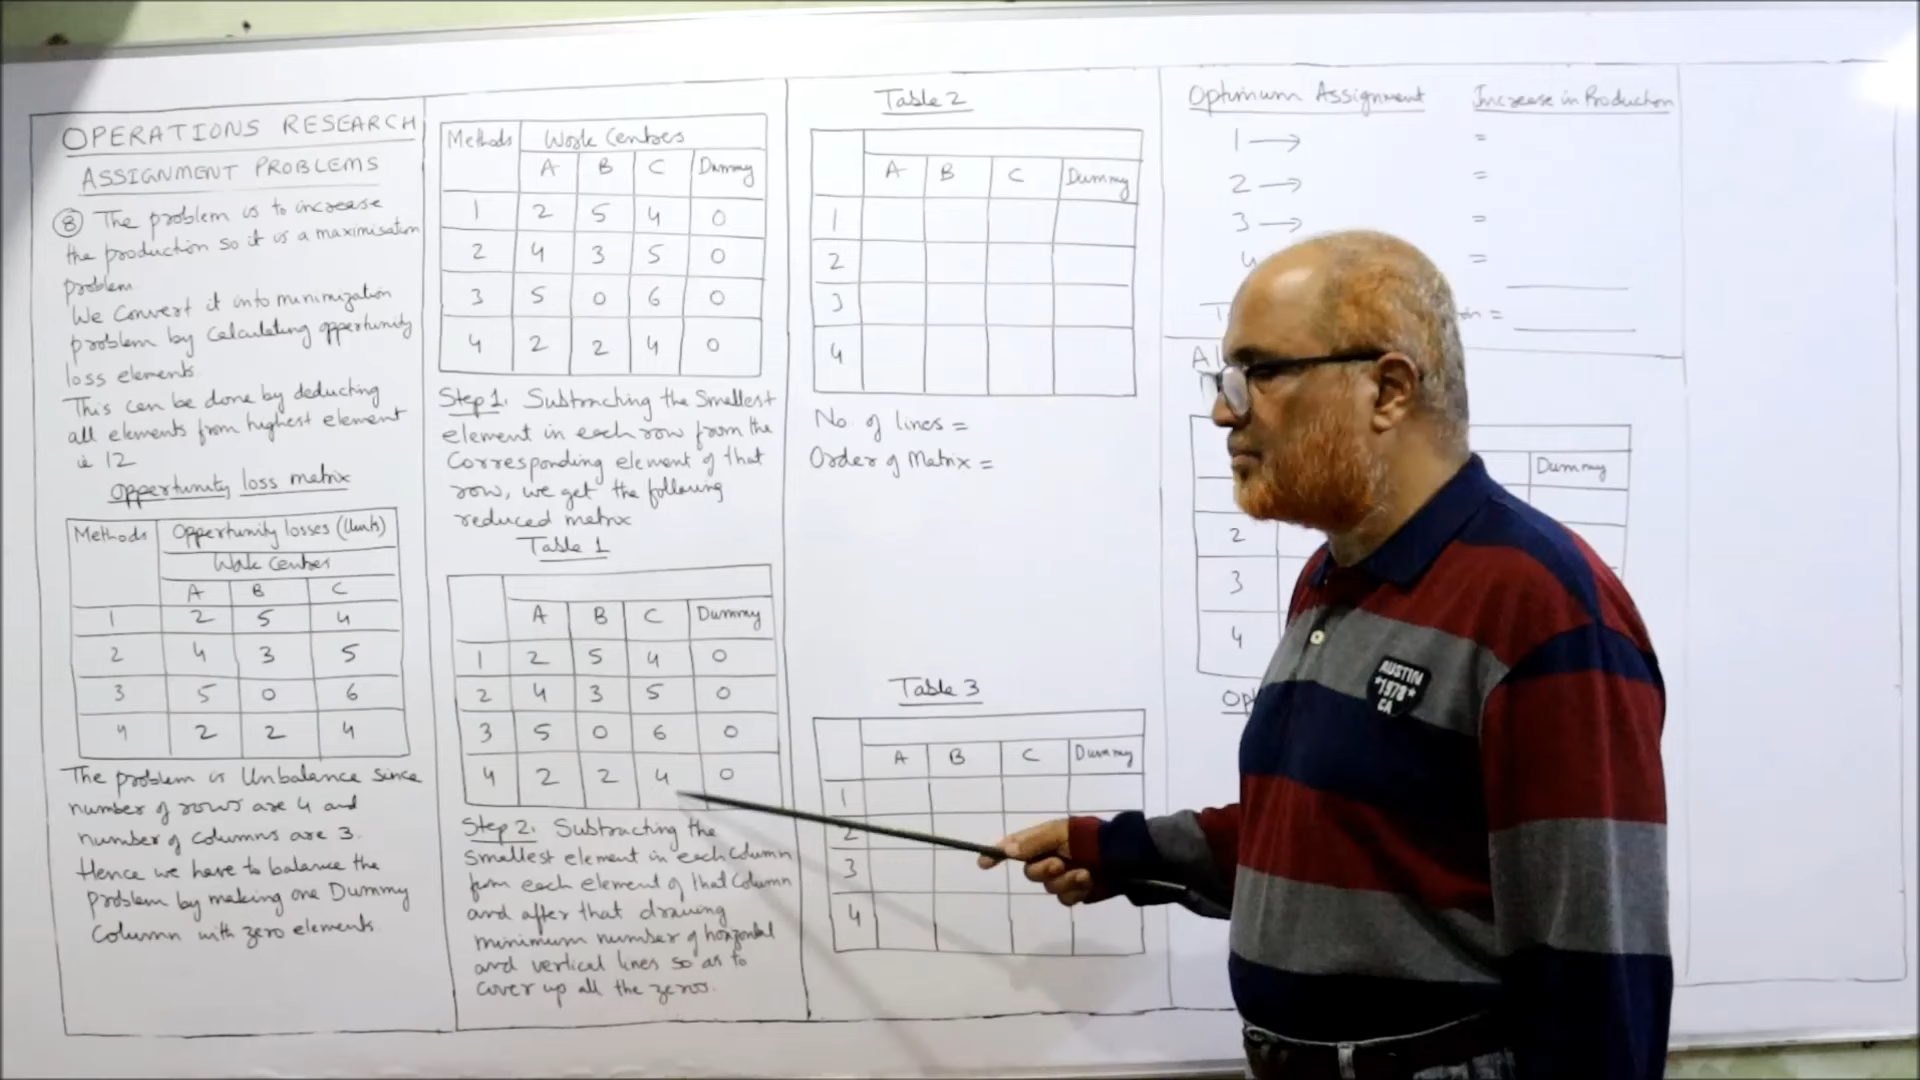 OPERATIONS RESEARCH
ASSIGNMENT PROBLEMS
8 The problem is to increase
the production so it is a maximisation
problem
We Convert it into minimization
problem by calculating oppertunity
loss elements
This can be done by deducting
all elements from highest element
ie 12
Oppertunity loss matrix
Methods Oppertunity losses (Units)
Work Centres
A B C
1 2 5 4
2 4 3 5
3 5 0 6
4 2 2 4
The problem is Unbalance since
number of rows are 4 and
number of columns are 3.
Hence we have to balance the
problem by making one Dummy
Column with zero elements.
Methods Work Centres
A B C Dummy
1 2 5 4 0
2 4 3 5 0
3 5 0 6 0
4 2 2 4 0
Step 1. Subtracting the Smallest
element in each row from the
Corresponding element of that
row, we get the following
reduced matrix
Table 1
A B C Dummy
1 2 5 4 0
2 4 3 5 0
3 5 0 6 0
4 2 2 4 0
Step 2. Subtracting the
Smallest element in each Column
from each element of that Column
and after that drawing
minimum number of horizontal
and vertical lines so as to
Cover up all the zeros.
Table 2
A B C Dummy
1
2
3
4
No. of lines =
Order of Matrix =
Table 3
A B C Dummy
1
2
3
4
Optimum Assignment Increase in Production
1 → =
2 → =
3 → =
4 =
=
Dummy
2
3
4
AUSTIN
*1978*
CA